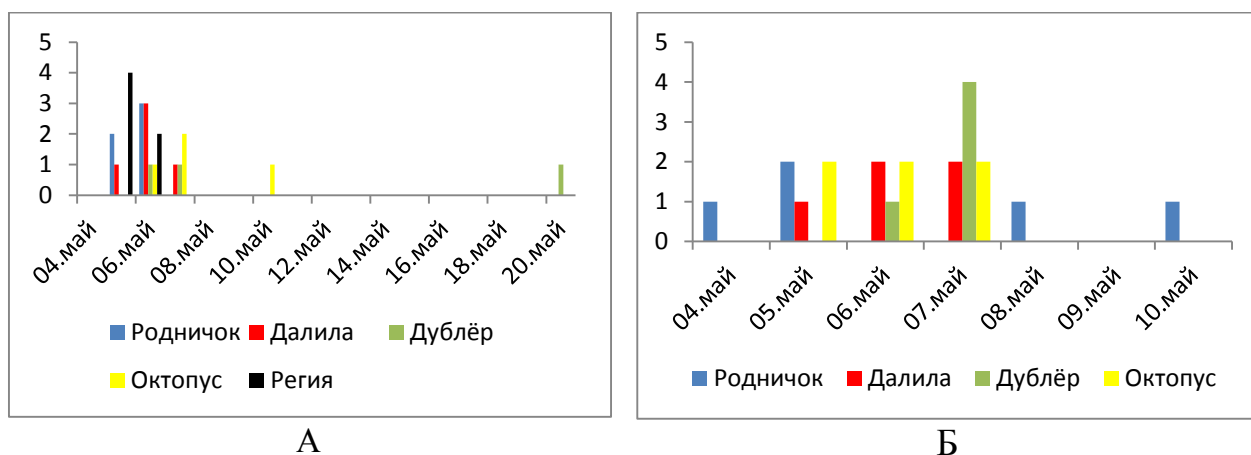 5
4
3
2
1
0
04.май 06.май 08.май 10.май 12.май 14.май 16.май 18.май 20.май
Родничок Далила Дублёр
Октопус Регия
А
5
4
3
2
1
0
04.май 05.май 06.май 07.май 08.май 09.май 10.май
Родничок Далила Дублёр Октопус
Б